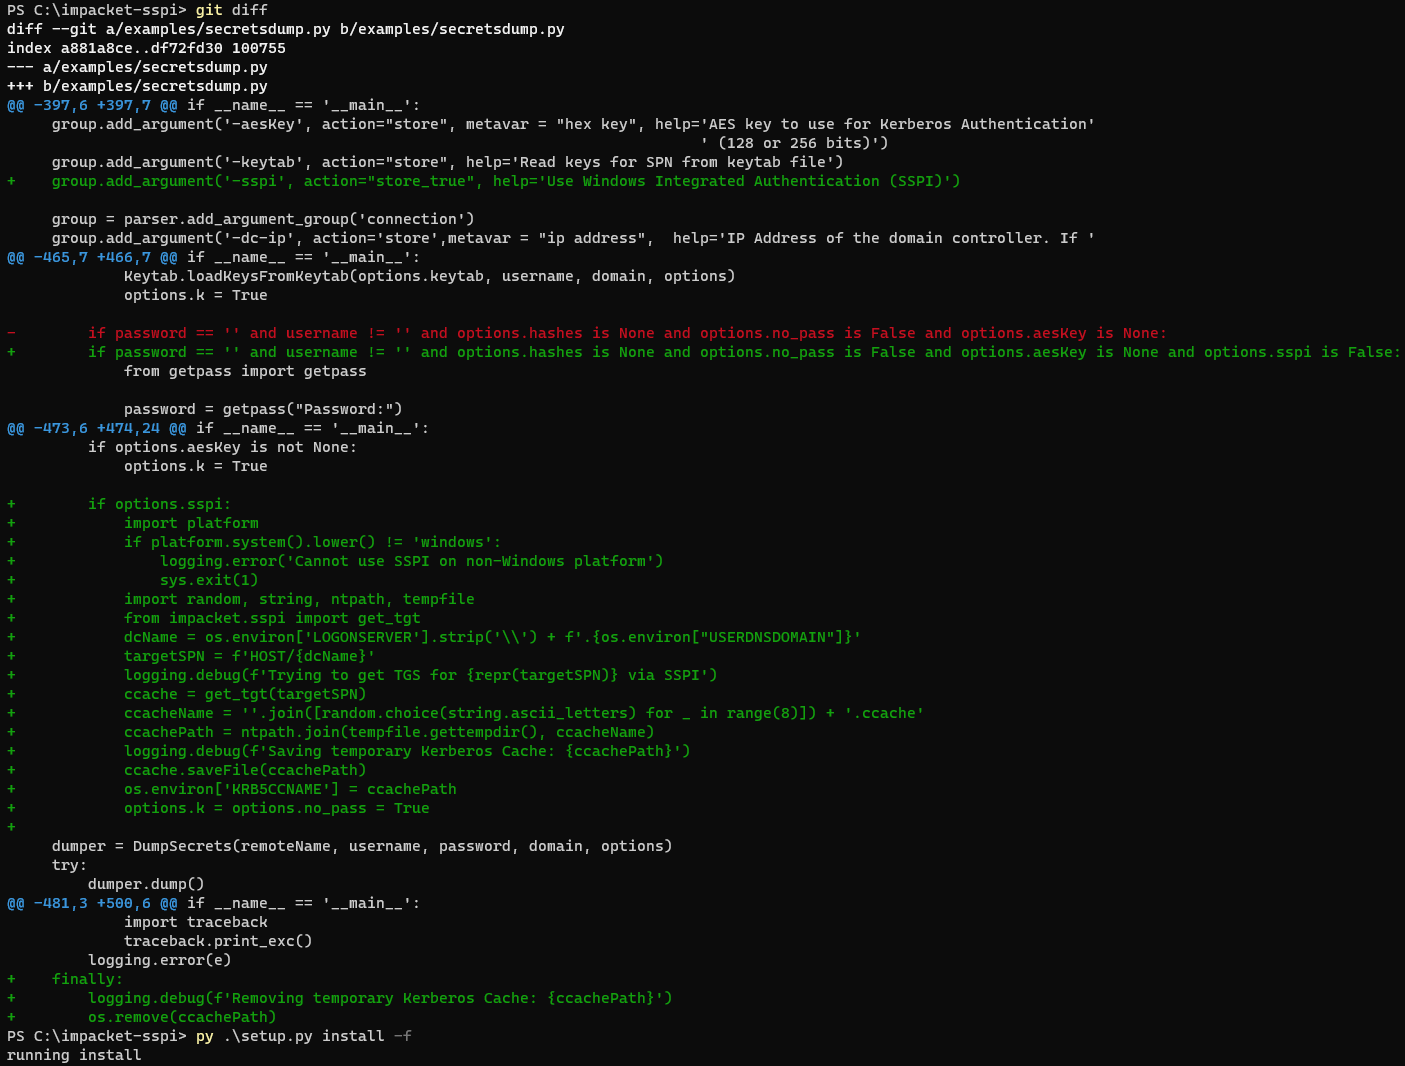 PS C:\impacket-sspi> git diff
diff --git a/examples/secretsdump.py b/examples/secretsdump.py
index a881a8ce..df72fd30 100755
--- a/examples/secretsdump.py
+++ b/examples/secretsdump.py
@@ -397,6 +397,7 @@ if __name__ == '__main__':
     group.add_argument('-aesKey', action="store", metavar = "hex key", help='AES key to use for Kerberos Authentication'
                                                                             ' (128 or 256 bits)')
     group.add_argument('-keytab', action="store", help='Read keys for SPN from keytab file')
+    group.add_argument('-sspi', action="store_true", help='Use Windows Integrated Authentication (SSPI)')

     group = parser.add_argument_group('connection')
     group.add_argument('-dc-ip', action='store',metavar = "ip address",  help='IP Address of the domain controller. If '
@@ -465,7 +466,7 @@ if __name__ == '__main__':
             Keytab.loadKeysFromKeytab(options.keytab, username, domain, options)
             options.k = True

-        if password == '' and username != '' and options.hashes is None and options.no_pass is False and options.aesKey is None:
+        if password == '' and username != '' and options.hashes is None and options.no_pass is False and options.aesKey is None and options.sspi is False:
             from getpass import getpass

             password = getpass("Password:")
@@ -473,6 +474,24 @@ if __name__ == '__main__':
         if options.aesKey is not None:
             options.k = True

+        if options.sspi:
+            import platform
+            if platform.system().lower() != 'windows':
+                logging.error('Cannot use SSPI on non-Windows platform')
+                sys.exit(1)
+            import random, string, ntpath, tempfile
+            from impacket.sspi import get_tgt
+            dcName = os.environ['LOGONSERVER'].strip('\\') + f'.{os.environ["USERDNSDOMAIN"]}'
+            targetSPN = f'HOST/{dcName}'
+            logging.debug(f'Trying to get TGS for {repr(targetSPN)} via SSPI')
+            ccache = get_tgt(targetSPN)
+            ccacheName = ''.join([random.choice(string.ascii_letters) for _ in range(8)]) + '.ccache'
+            ccachePath = ntpath.join(tempfile.gettempdir(), ccacheName)
+            logging.debug(f'Saving temporary Kerberos Cache: {ccachePath}')
+            ccache.saveFile(ccachePath)
+            os.environ['KRB5CCNAME'] = ccachePath
+            options.k = options.no_pass = True
+
     dumper = DumpSecrets(remoteName, username, password, domain, options)
     try:
         dumper.dump()
@@ -481,3 +500,6 @@ if __name__ == '__main__':
             import traceback
             traceback.print_exc()
         logging.error(e)
+    finally:
+        logging.debug(f'Removing temporary Kerberos Cache: {ccachePath}')
+        os.remove(ccachePath)
PS C:\impacket-sspi> py .\setup.py install -f
running install